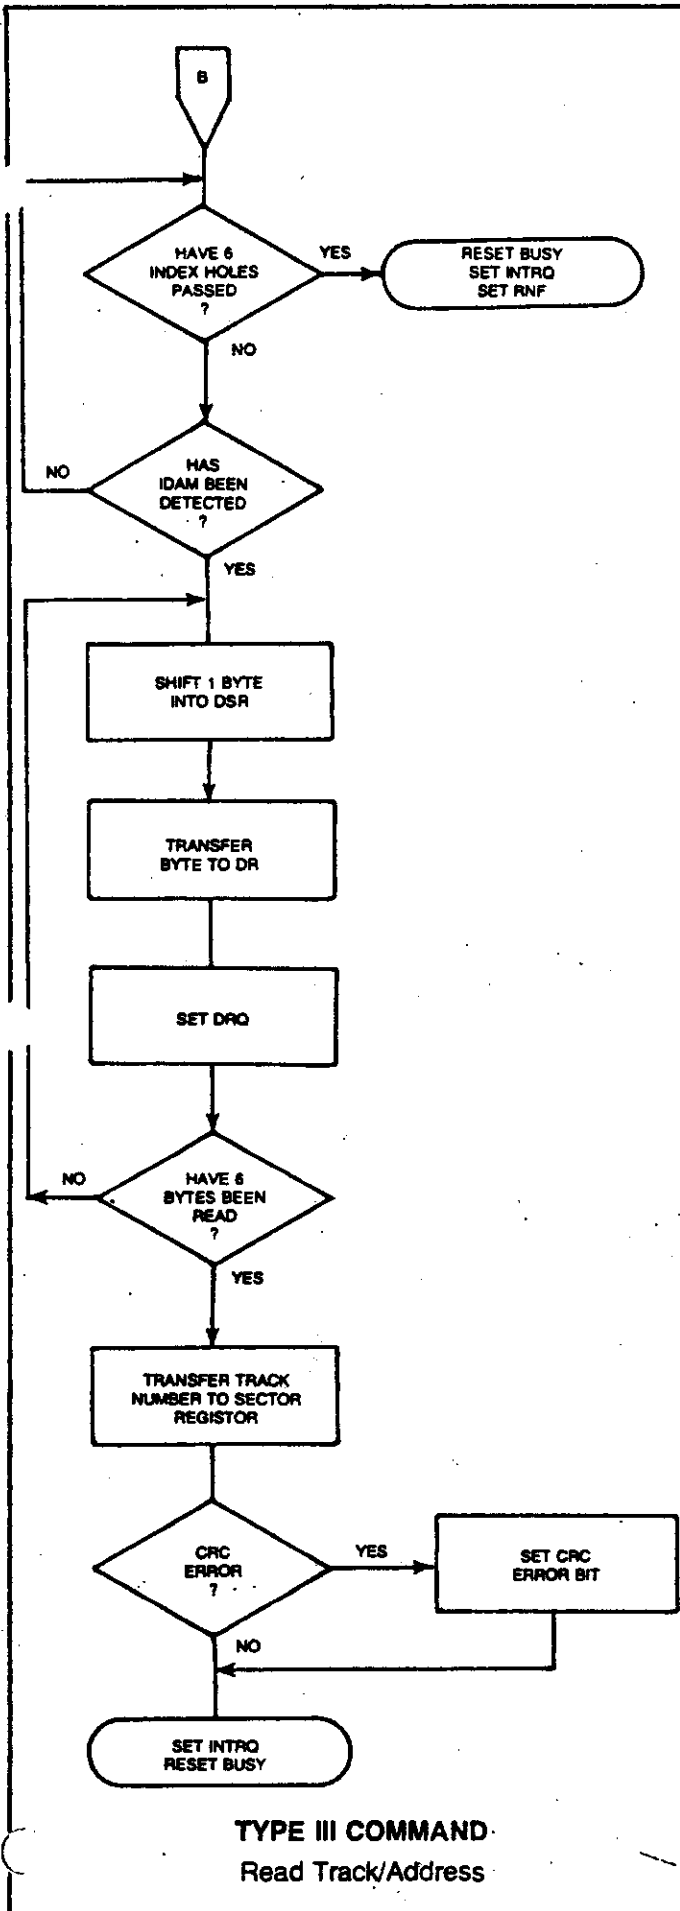 B
HAVE 6
INDEX HOLES
PASSED
?
YES
RESET BUSY
SET INTRQ
SET RNF
NO
HAS
IDAM BEEN
DETECTED
?
NO
YES
SHIFT 1 BYTE
INTO DSR
TRANSFER
BYTE TO DR
SET DRQ
HAVE 6
BYTES BEEN
READ
?
NO
YES
TRANSFER TRACK
NUMBER TO SECTOR
REGISTOR
CRC
ERROR
?
YES
SET CRC
ERROR BIT
NO
SET INTRQ
RESET BUSY
TYPE III COMMAND
Read Track/Address